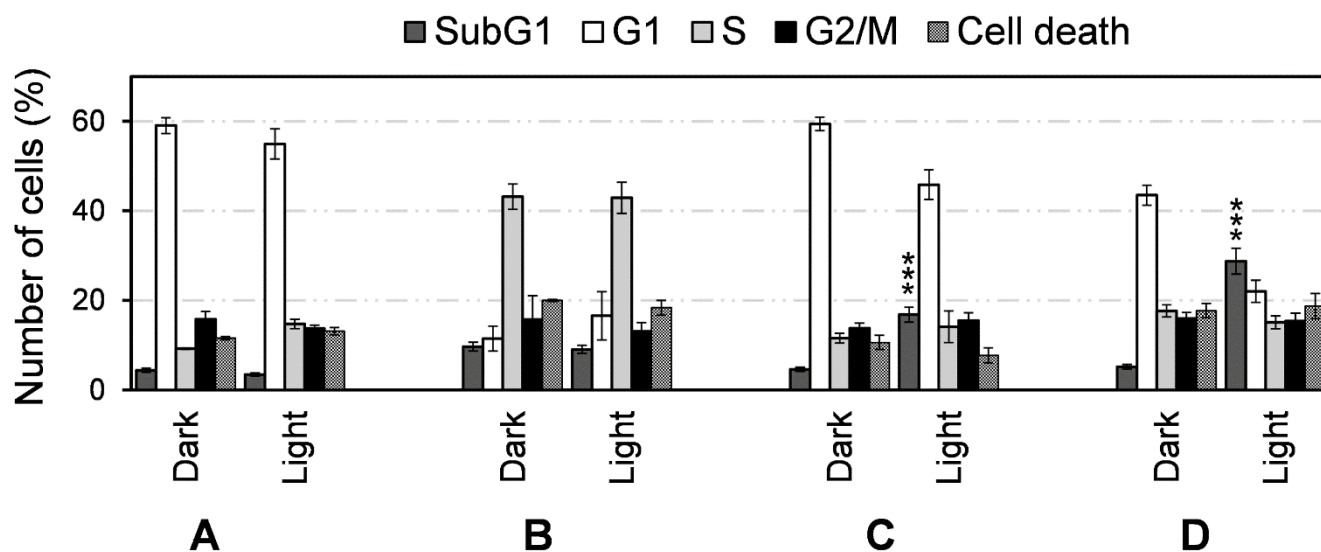 SubG1 G1 S G2/M Cell death
Number of cells (%)
60
40
20
0
***
***
Dark Light Dark Light Dark Light Dark Light
A B C D